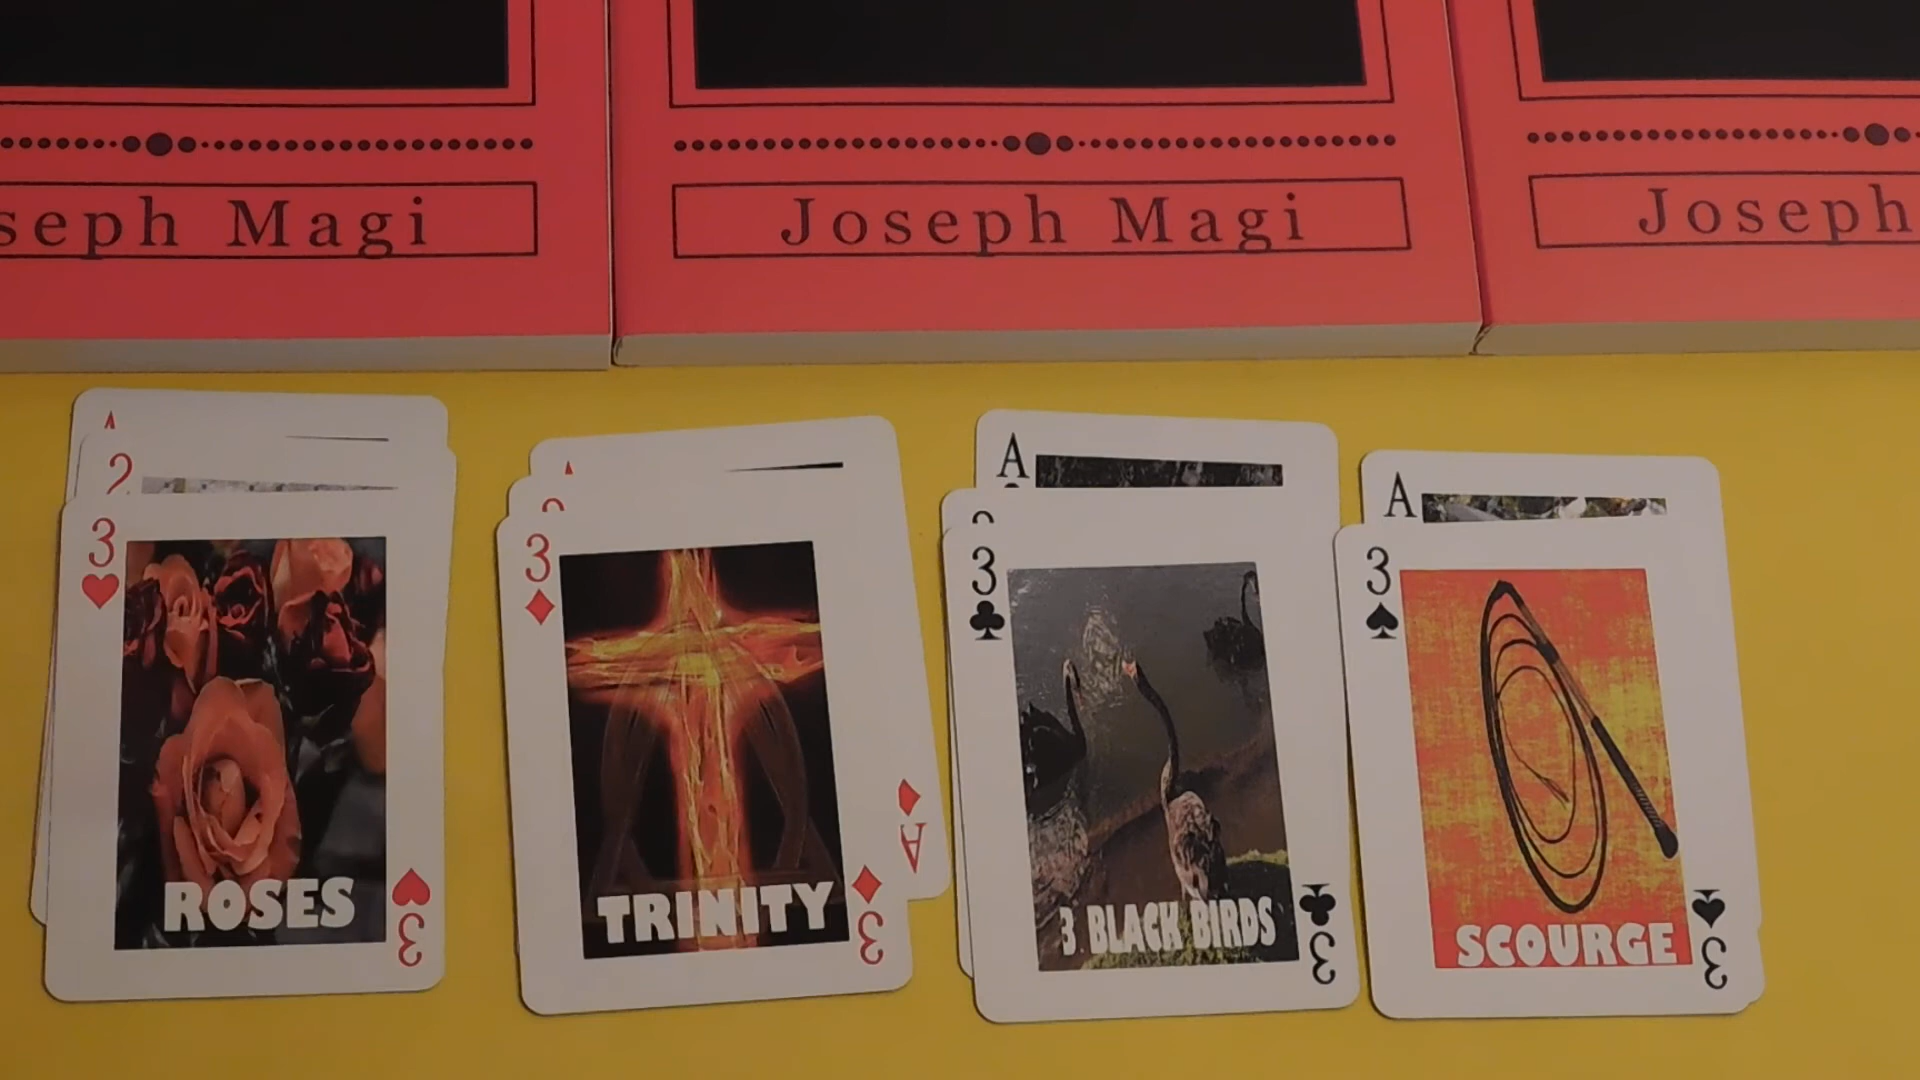 seph Magi
Joseph Magi
Joseph
A
2
3
ROSES
3
3
TRINITY
A
3
A
3
3. BLACK BIRDS
3
A
3
SCOURGE
3